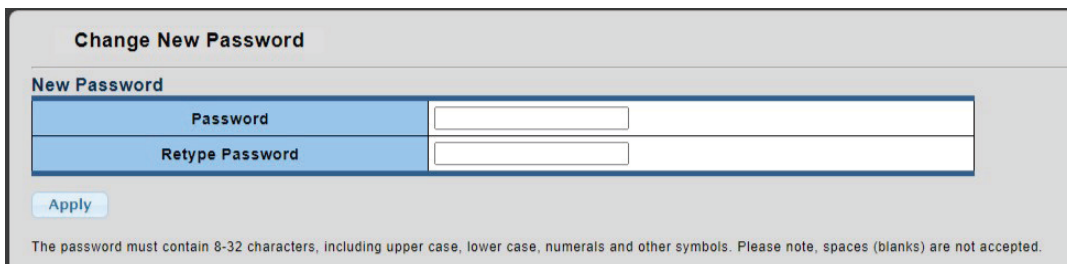 Change New Password
New Password
Password
Retype Password
Apply
The password must contain 8-32 characters, including upper case, lower case, numerals and other symbols. Please note, spaces (blanks) are not accepted.